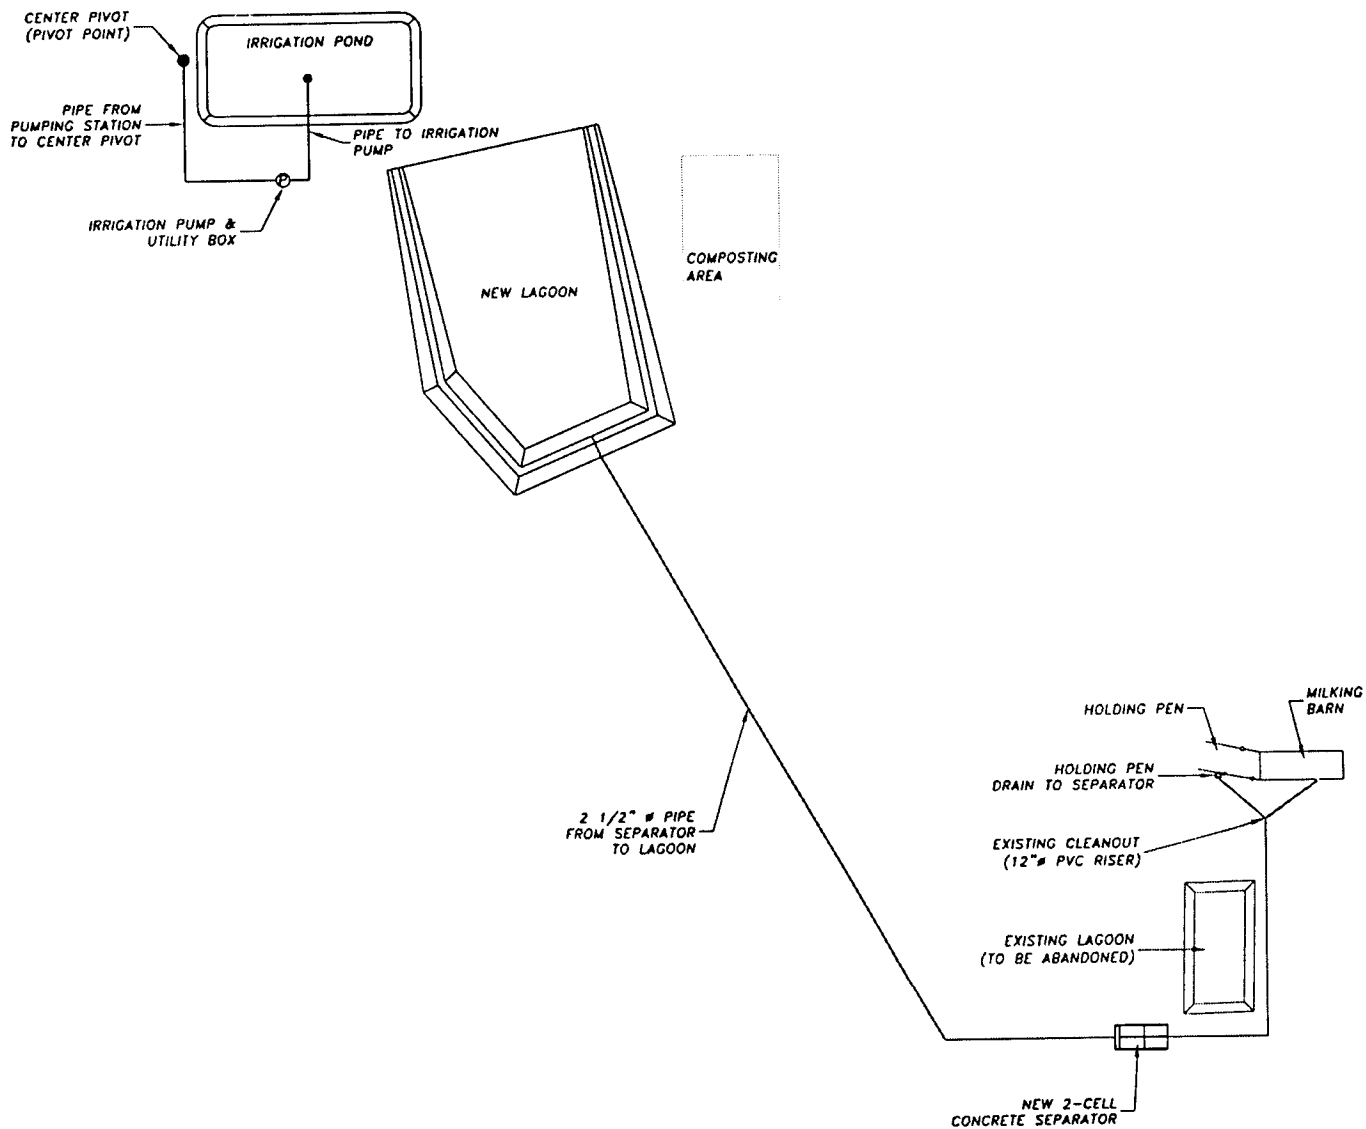 CENTER PIVOT
(PIVOT POINT)
IRRIGATION POND
PIPE FROM
PUMPING STATION
TO CENTER PIVOT
PIPE TO IRRIGATION
PUMP
P
IRRIGATION PUMP &
UTILITY BOX
NEW LAGOON
COMPOSTING
AREA
HOLDING PEN
MILKING
BARN
HOLDING PEN
DRAIN TO SEPARATOR
2 1/2" ø PIPE
FROM SEPARATOR
TO LAGOON
EXISTING CLEANOUT
(12"ø PVC RISER)
EXISTING LAGOON
(TO BE ABANDONED)
NEW 2-CELL
CONCRETE SEPARATOR